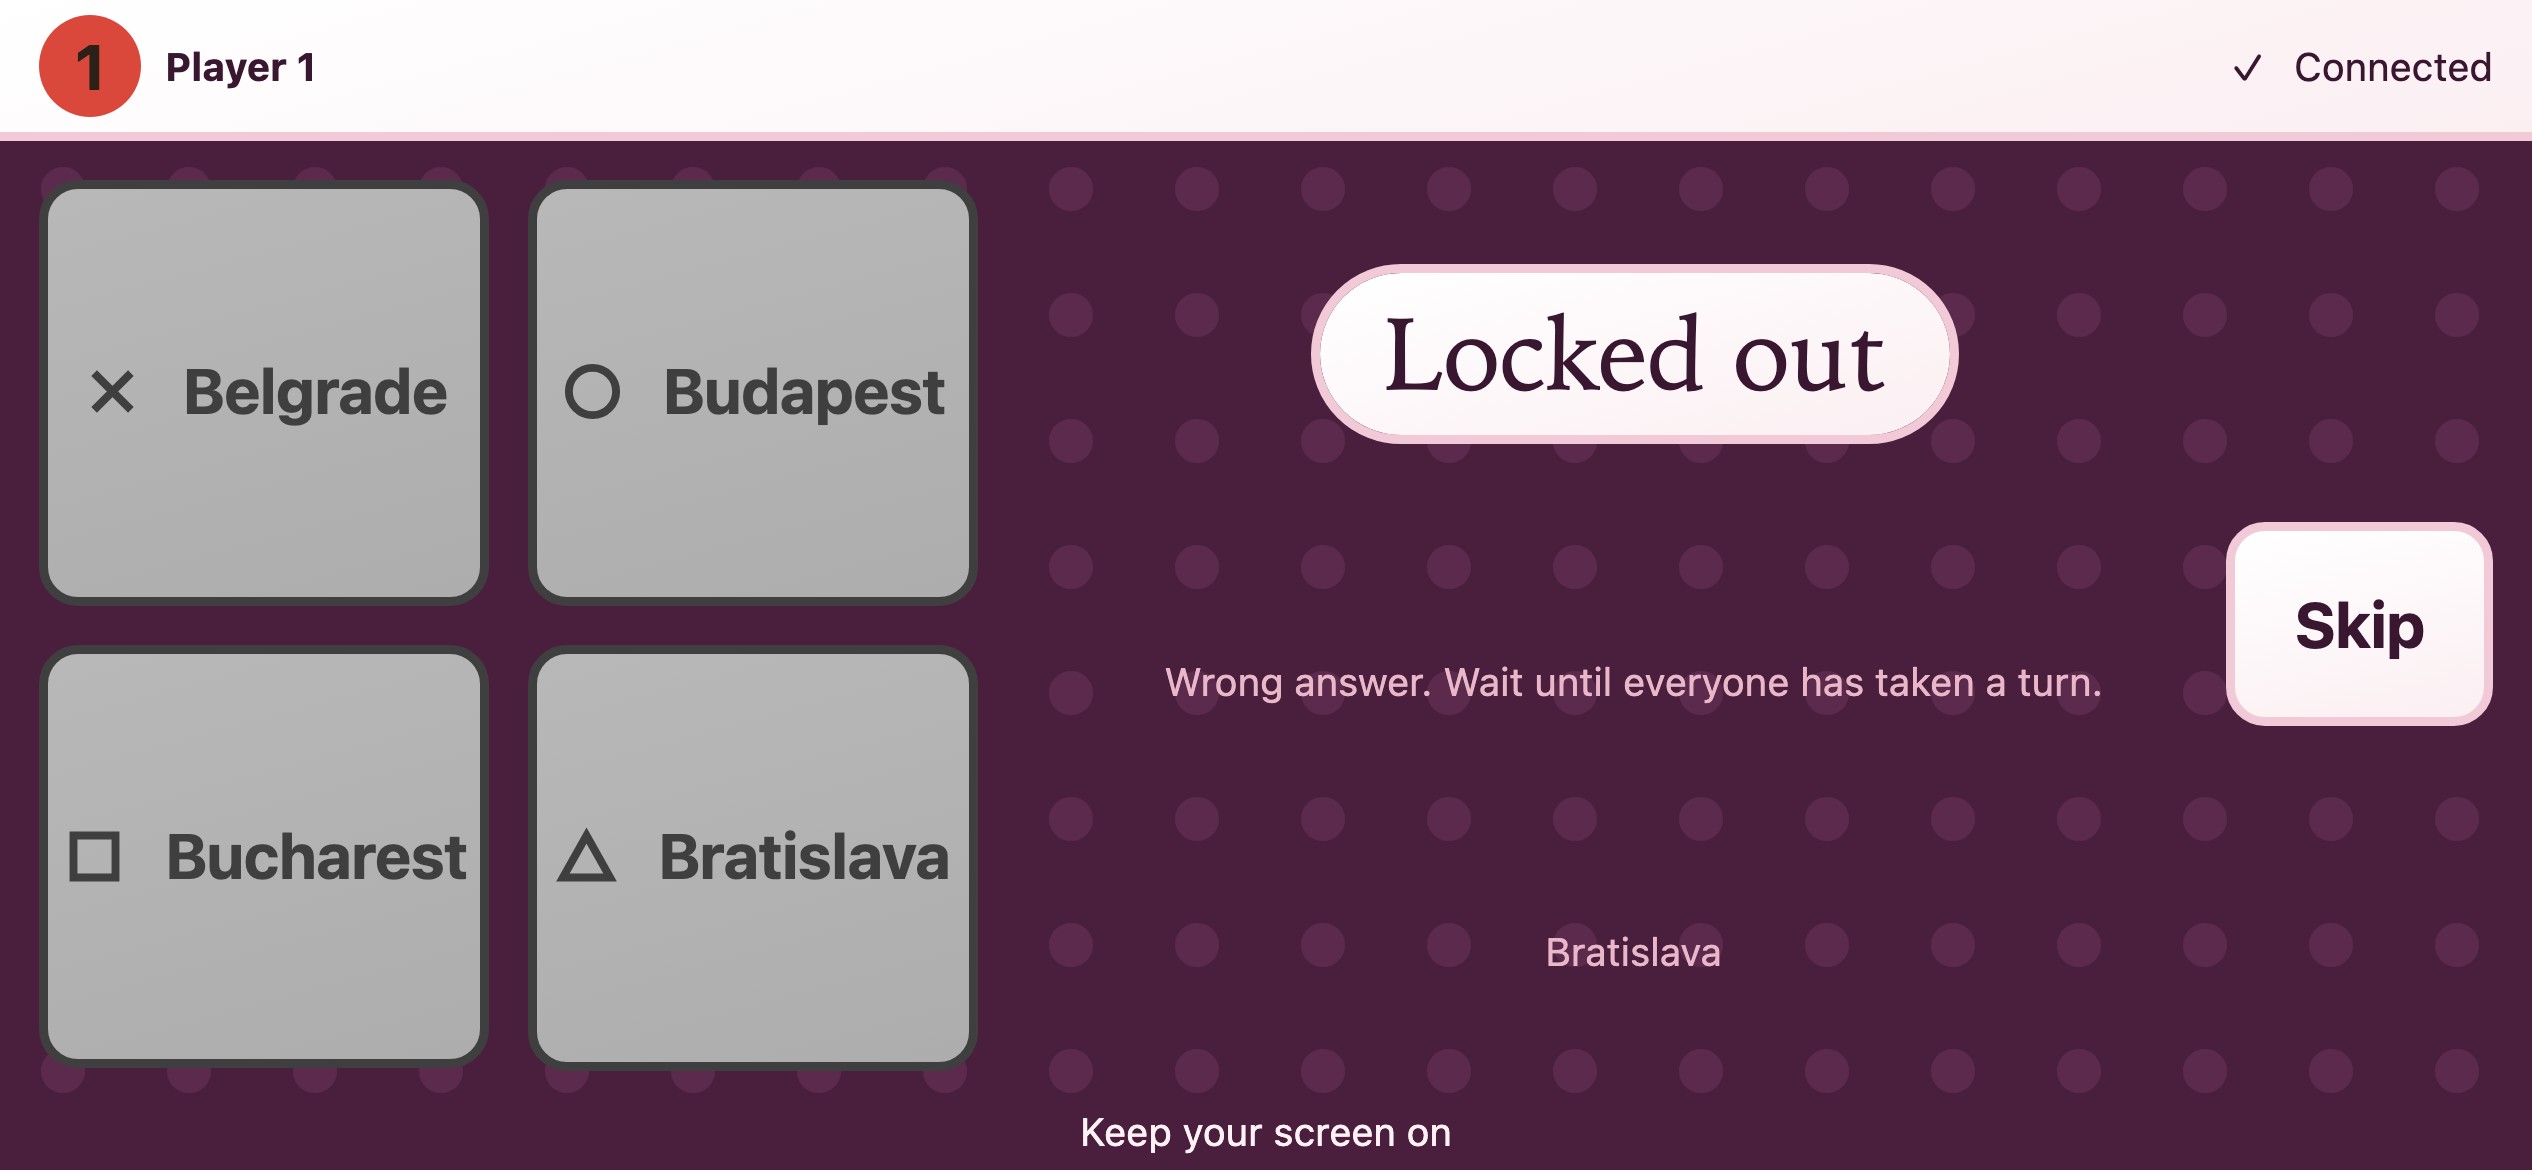 1 Player 1
Connected
Belgrade
Budapest
Bucharest
Bratislava
Locked out
Wrong answer. Wait until everyone has taken a turn.
Bratislava
Skip
Keep your screen on